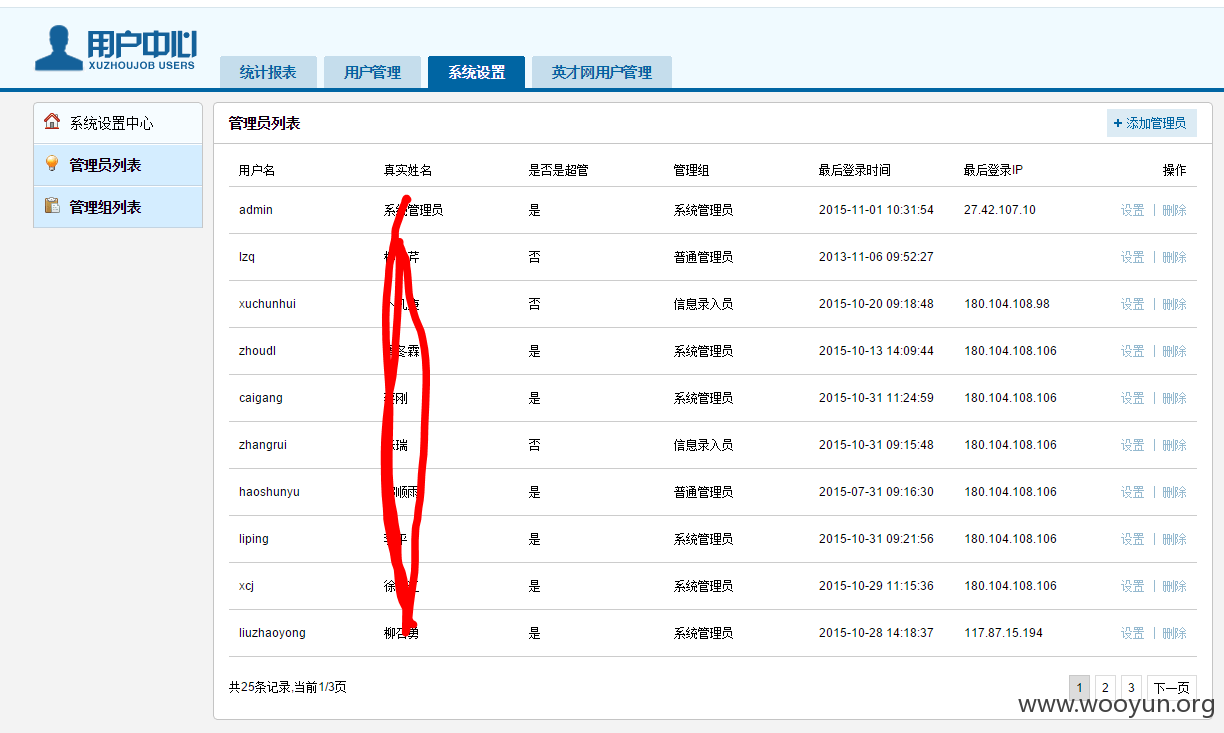 用户中心
XUZHOUJOB USERS
统计报表 用户管理 系统设置 英才网用户管理
系统设置中心
管理员列表
管理组列表
管理员列表 + 添加管理员
用户名 真实姓名 是否是超管 管理组 最后登录时间 最后登录IP 操作
admin 系统管理员 是 系统管理员 2015-11-01 10:31:54 27.42.107.10 设置 | 删除
lzq 芹 否 普通管理员 2013-11-06 09:52:27 设置 | 删除
xuchunhui 否 信息录入员 2015-10-20 09:18:48 180.104.108.98 设置 | 删除
zhoudl 冬霖 是 系统管理员 2015-10-13 14:09:44 180.104.108.106 设置 | 删除
caigang 刚 是 系统管理员 2015-10-31 11:24:59 180.104.108.106 设置 | 删除
zhangrui 瑞 否 信息录入员 2015-10-31 09:15:48 180.104.108.106 设置 | 删除
haoshunyu 顺雨 是 普通管理员 2015-07-31 09:16:30 180.104.108.106 设置 | 删除
liping 平 是 系统管理员 2015-10-31 09:21:56 180.104.108.106 设置 | 删除
xcj 徐 是 系统管理员 2015-10-29 11:15:36 180.104.108.106 设置 | 删除
liuzhaoyong 柳召勇 是 系统管理员 2015-10-28 14:18:37 117.87.15.194 设置 | 删除
共25条记录,当前1/3页 1 2 3 下一页
www.wooyun.org